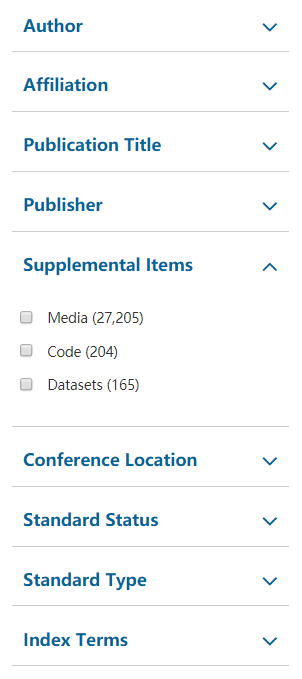 Author
Affiliation
Publication Title
Publisher
Supplemental Items
Media (27,205)
Code (204)
Datasets (165)
Conference Location
Standard Status
Standard Type
Index Terms